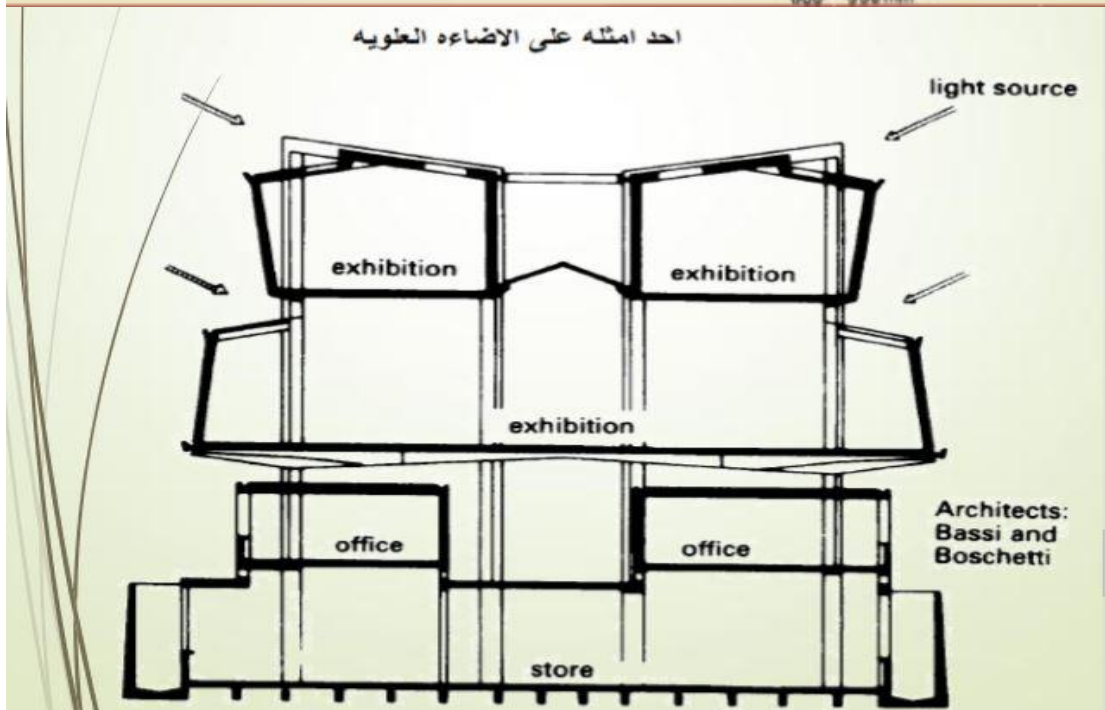 احد امثله على الاضاءه العلويه
light source
exhibition
exhibition
exhibition
Architects:
Bassi and
Boschetti
office
office
store